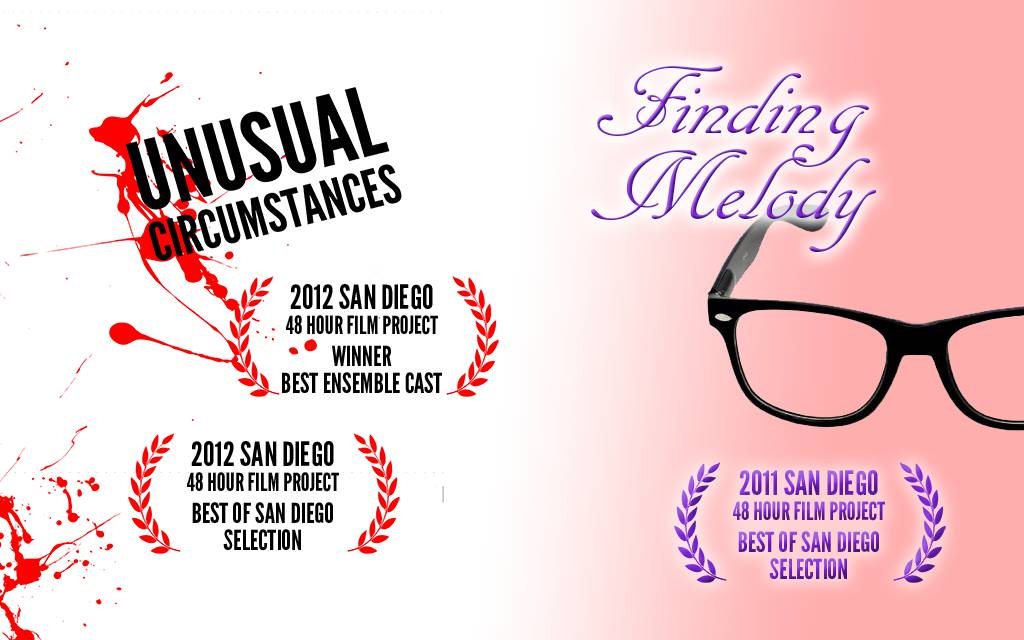 UNUSUAL
CIRCUMSTANCES
2012 SAN DIEGO
48 HOUR FILM PROJECT
WINNER
BEST ENSEMBLE CAST
2012 SAN DIEGO
48 HOUR FILM PROJECT
BEST OF SAN DIEGO
SELECTION
Finding
Melody
2011 SAN DIEGO
48 HOUR FILM PROJECT
BEST OF SAN DIEGO
SELECTION